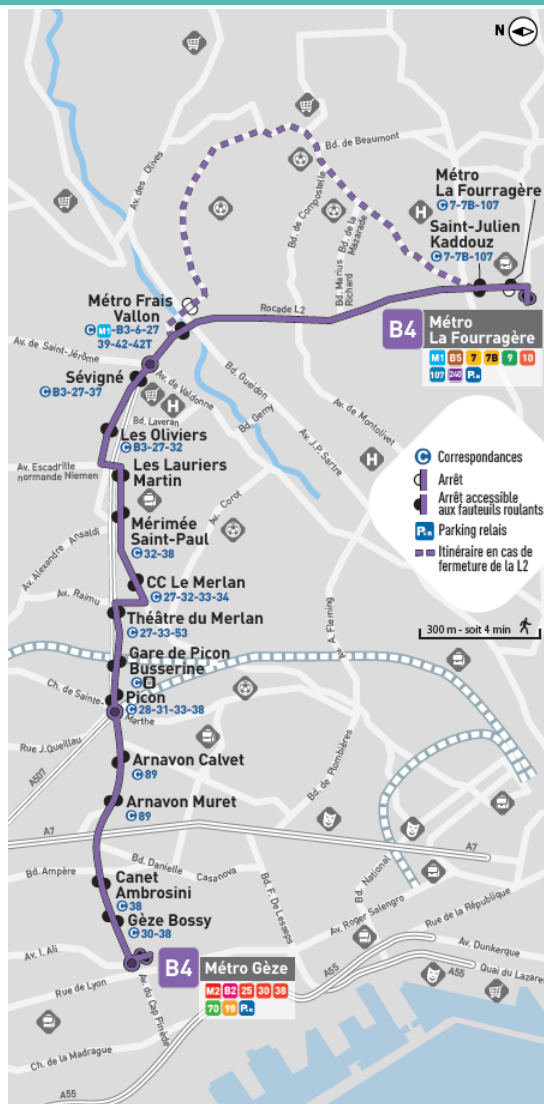 N
Bd. de Beaumont
Av. des Olives
Bd. de Compostelle
Bd. de la Mazarade
Bd. Marius Richard
Métro
La Fourragère
C 7-7B-107
Saint-Julien
Kaddouz
C 7-7B-107
H
Métro Frais
Vallon
C M1-B3-6-27
39-42-42T
Rocade L2
B4 Métro
La Fourragère
M1 B5 7 7B 9 10
107 240 P+R
Av. de Saint-Jérôme
Sévigné
C B3-27-37
Av. de Valdonne
H
Bd. Laveran
Bd. Gueidon
Bd. Gemy
Av. J.P. Sartre
Av. de Montolivet
H
Les Oliviers
C B3-27-32
Av. Escadrille
normande Niemen
Les Lauriers
Martin
Av. Corot
Mérimée
Saint-Paul
C 32-38
Av. Alexandre Ansaldi
CC Le Merlan
C 27-32-33-34
Av. Raimu
Théâtre du Merlan
C 27-33-53
Av. A. Fleming
C Correspondances
Arrêt
Arrêt accessible
aux fauteuils roulants
P+R Parking relais
Itinéraire en cas de
fermeture de la L2
300 m - soit 4 min
Gare de Picon
Busserine
C
Ch. de Sainte-
Marthe
Picon
C 28-31-33-38
Rue J.Queillau
A507
Arnavon Calvet
C 89
Bd. de Plombières
Arnavon Muret
C 89
A7
A7
Bd. Ampère
Bd. Danielle Casanova
Canet
Ambrosini
C 38
Bd. F. De Lesseps
Bd. National
Gèze Bossy
C 30-38
Av. Roger Salengro
Rue de la République
Av. I. Ali
B4 Métro Gèze
M2 B2 25 30 38
70 98 P+R
Av. Dunkerque
Quai du Lazaret
A55
A55
Rue de Lyon
Av. du Cap Pinède
Ch. de la Madrague
A55